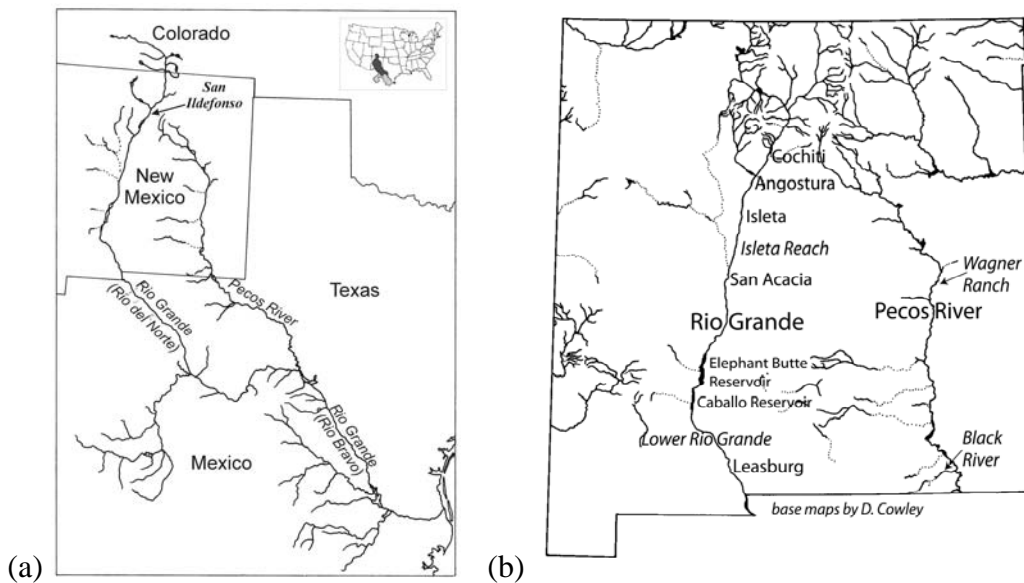 Colorado
San
Ildefonso
New
Mexico
Texas
Pecos River
Rio Grande
(Rio del Norte)
Rio Grande
(Rio Bravo)
Mexico
(a)
Cochiti
Angostura
Isleta
Isleta Reach
San Acacia
Wagner
Ranch
Pecos River
Rio Grande
Elephant Butte
Reservoir
Caballo Reservoir
Lower Rio Grande
Leasburg
Black
River
base maps by D. Cowley
(b)